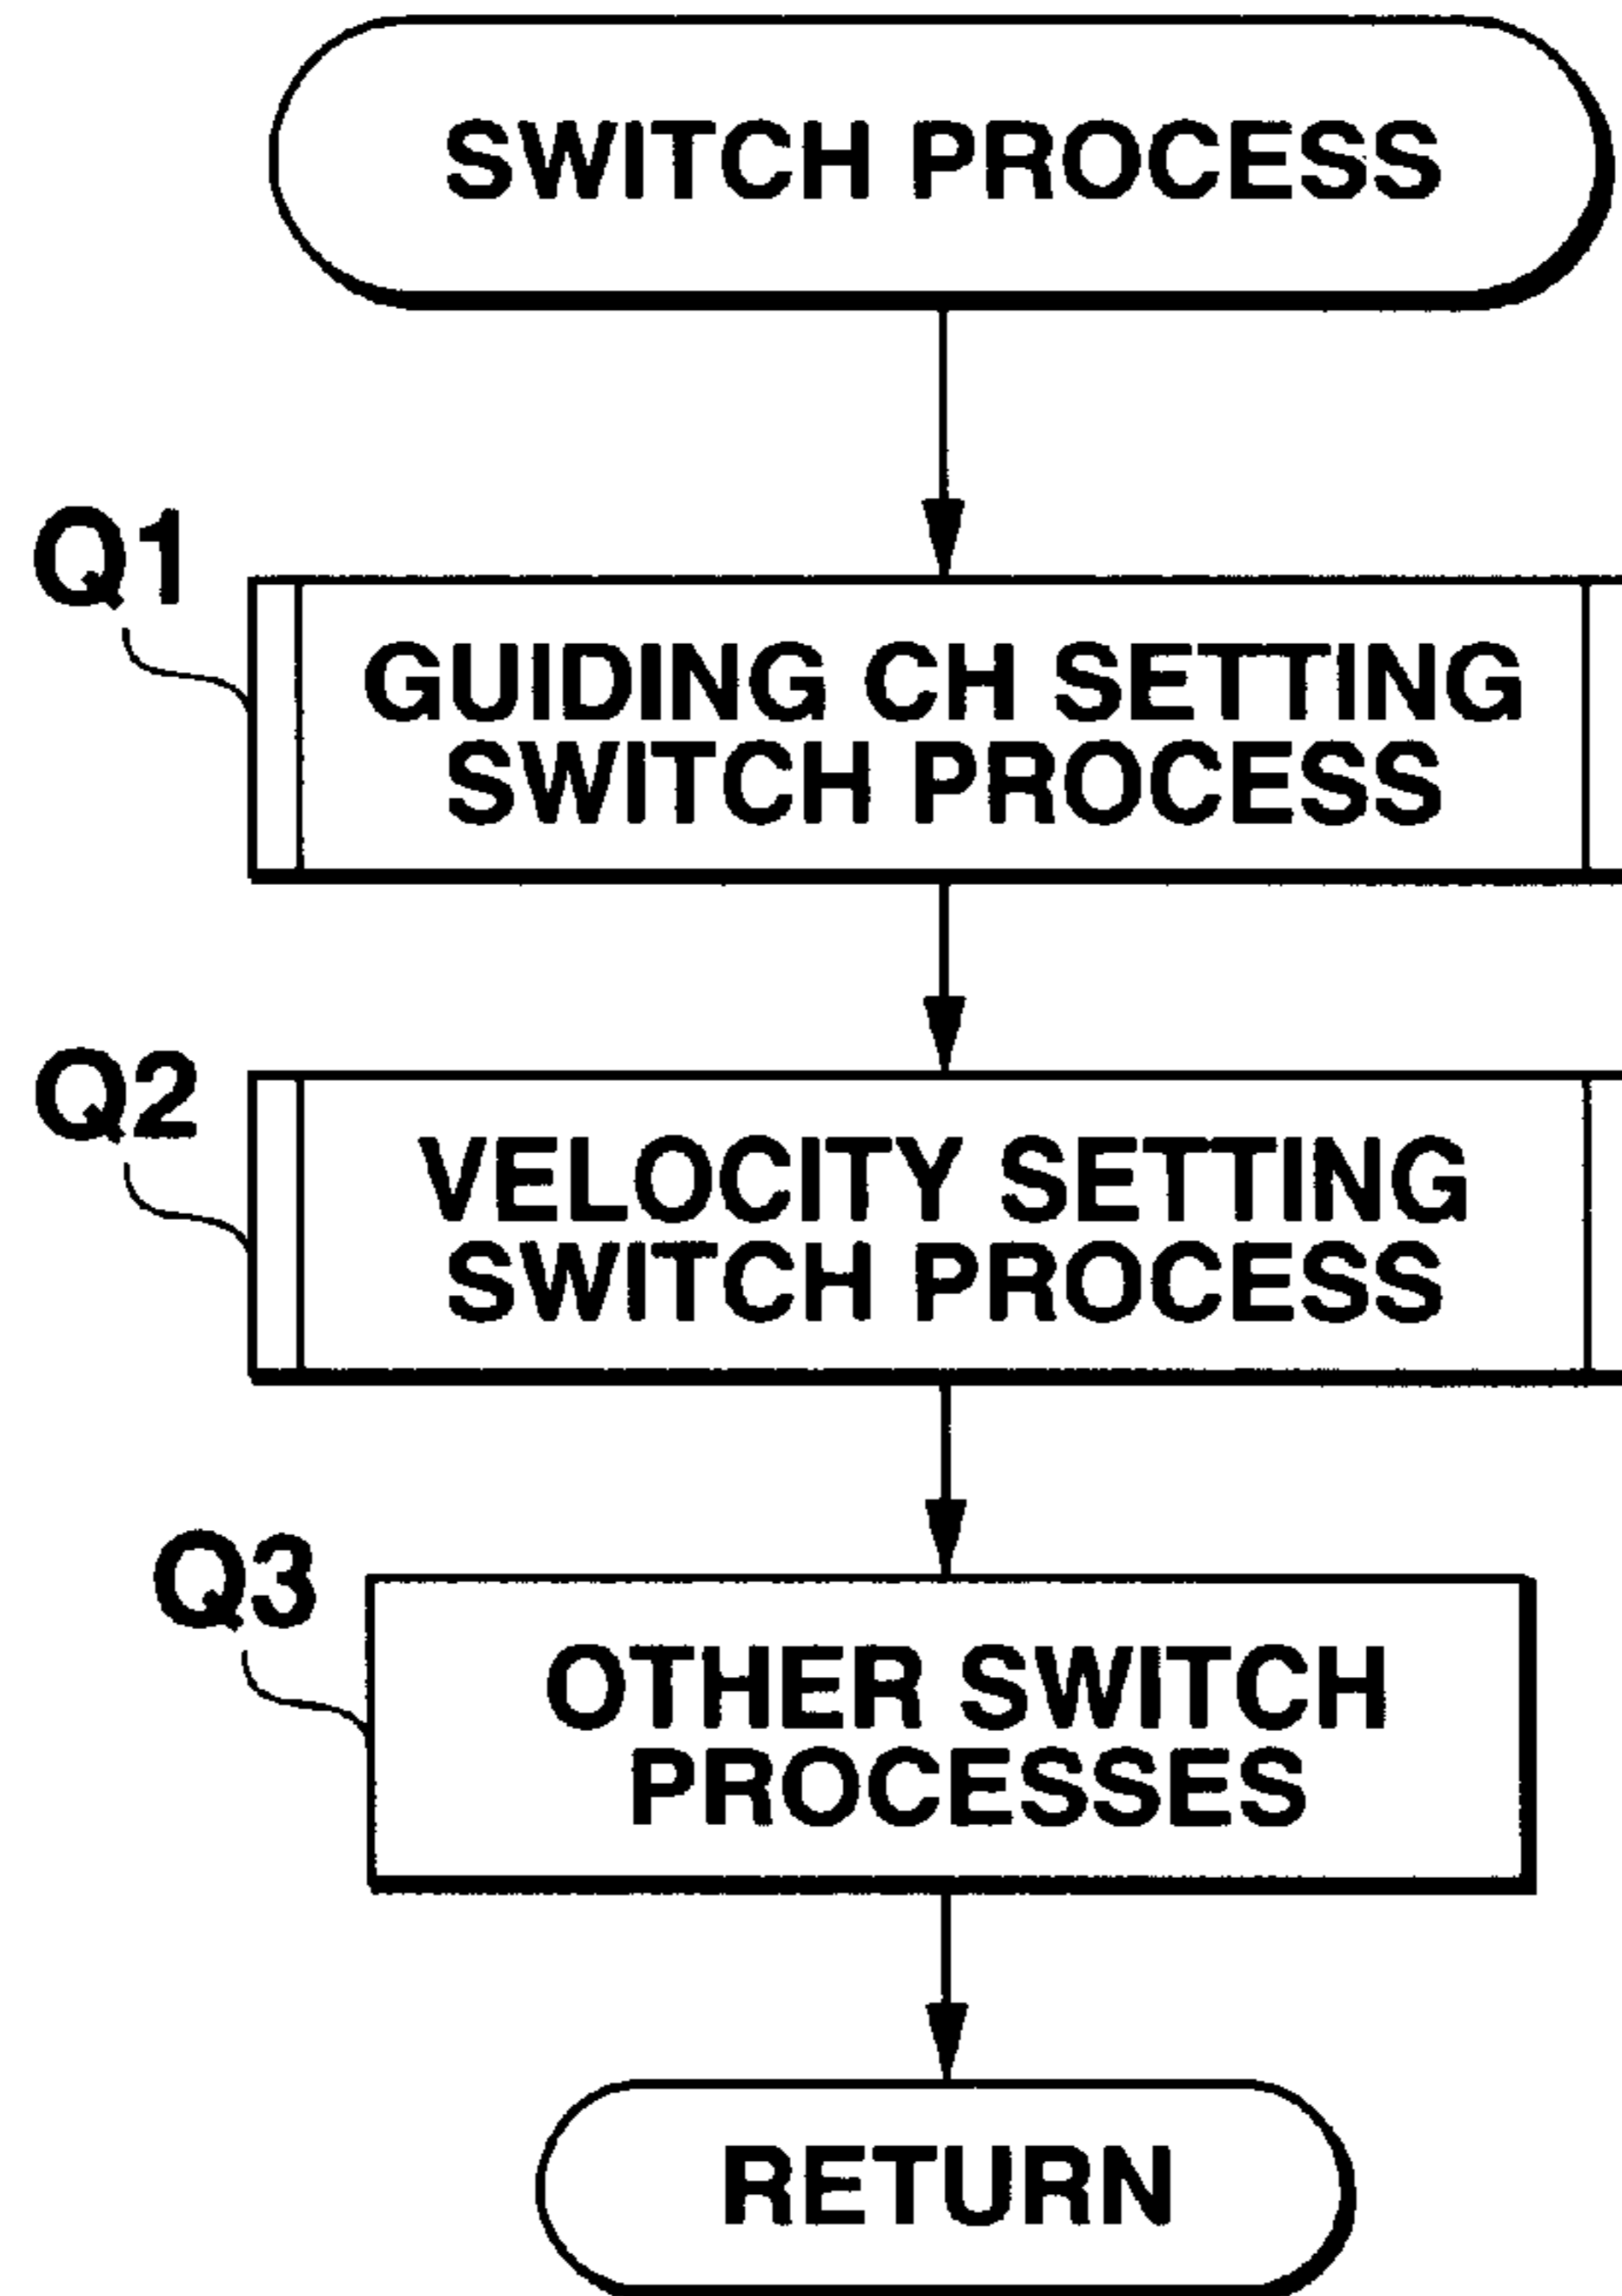 SWITCH PROCESS
Q1
GUIDING CH SETTING
SWITCH PROCESS
Q2
VELOCITY SETTING
SWITCH PROCESS
Q3
OTHER SWITCH
PROCESSES
RETURN